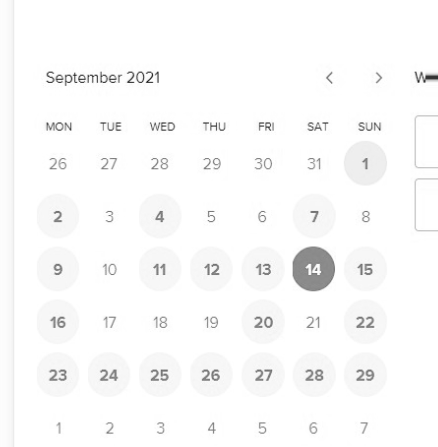 September 2021 < >
MON TUE WED THU FRI SAT SUN
26 27 28 29 30 31 1
2 3 4 5 6 7 8
9 10 11 12 13 14 15
16 17 18 19 20 21 22
23 24 25 26 27 28 29
1 2 3 4 5 6 7